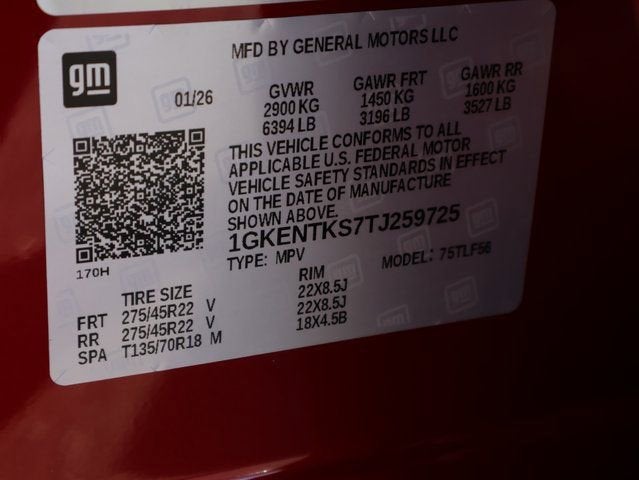 MFD BY GENERAL MOTORS LLC
gm
01/26
GVWR GAWR FRT GAWR RR
2900 KG 1450 KG 1600 KG
6394 LB 3196 LB 3527 LB
THIS VEHICLE CONFORMS TO ALL
APPLICABLE U.S. FEDERAL MOTOR
VEHICLE SAFETY STANDARDS IN EFFECT
ON THE DATE OF MANUFACTURE
SHOWN ABOVE.
1GKENTKS7TJ259725
170H
TYPE: MPV MODEL: 75TLF56
TIRE SIZE RIM
FRT 275/45R22 V 22X8.5J
RR 275/45R22 V 22X8.5J
SPA T135/70R18 M 18X4.5B